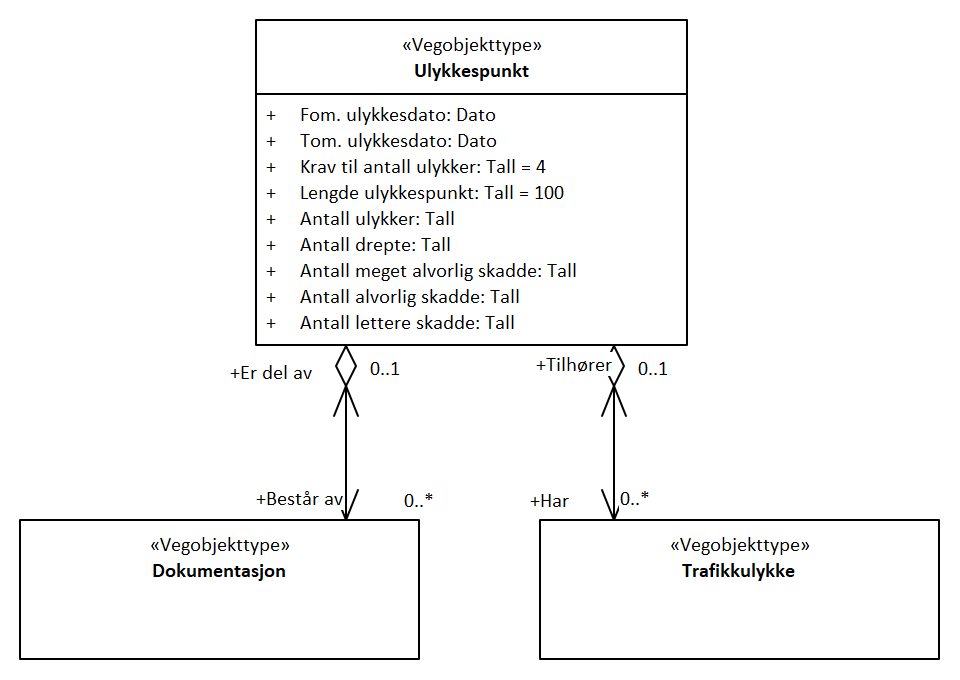 «Vegobjekttype»
Ulykkespunkt
+ Fom. ulykkesdato: Dato
+ Tom. ulykkesdato: Dato
+ Krav til antall ulykker: Tall = 4
+ Lengde ulykkespunkt: Tall = 100
+ Antall ulykker: Tall
+ Antall drepte: Tall
+ Antall meget alvorlig skadde: Tall
+ Antall alvorlig skadde: Tall
+ Antall lettere skadde: Tall
+Er del av
0..1
+Tilhører
0..1
+Består av
0..*
+Har
0..*
«Vegobjekttype»
Dokumentasjon
«Vegobjekttype»
Trafikkulykke